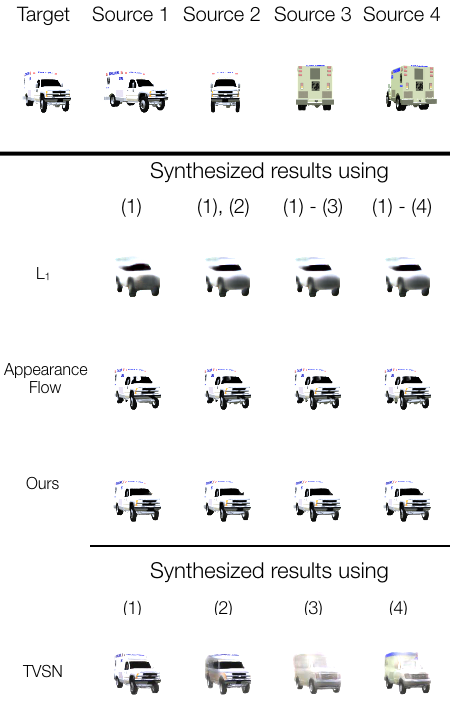 Target Source 1 Source 2 Source 3 Source 4
Synthesized results using
(1) (1), (2) (1) - (3) (1) - (4)
L₁
Appearance
Flow
Ours
Synthesized results using
(1) (2) (3) (4)
TVSN